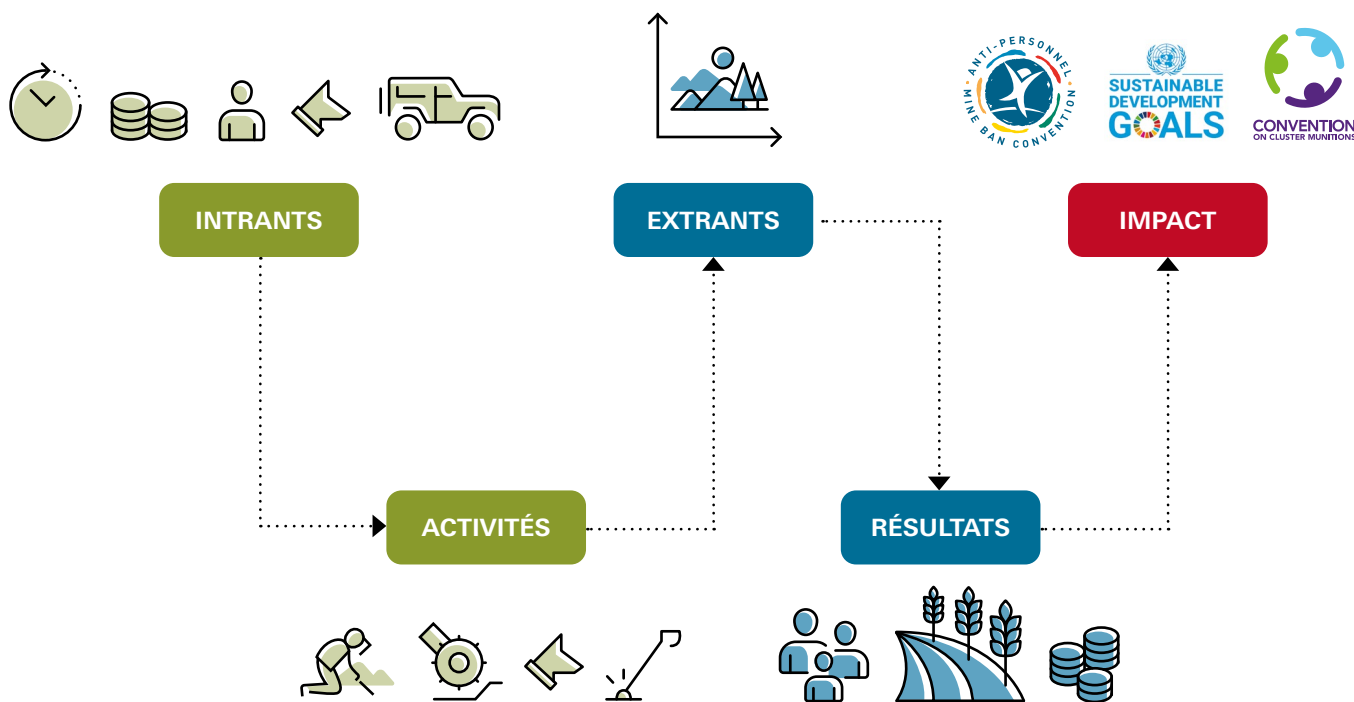 ANTI-PERSONNEL
MINE BAN CONVENTION
SUSTAINABLE
DEVELOPMENT
GOALS
CONVENTION
ON CLUSTER MUNITIONS
INTRANTS
EXTRANTS
IMPACT
ACTIVITÉS
RÉSULTATS